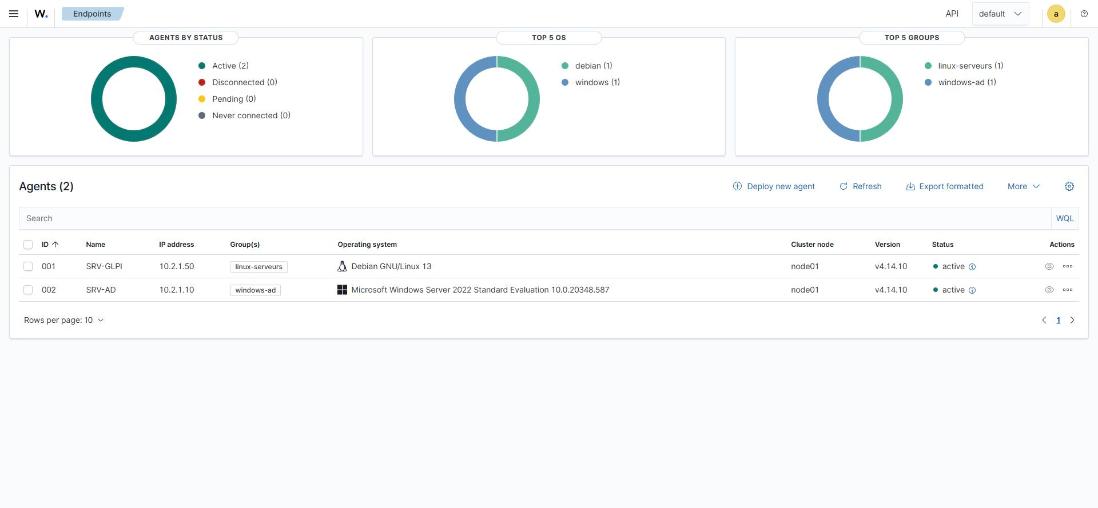 W. Endpoints API default a
AGENTS BY STATUS
Active (2)
Disconnected (0)
Pending (0)
Never connected (0)
TOP 5 OS
debian (1)
windows (1)
TOP 5 GROUPS
linux-serveurs (1)
windows-ad (1)
Agents (2) Deploy new agent Refresh Export formatted More
Search WQL
ID Name IP address Group(s) Operating system Cluster node Version Status Actions
001 SRV-GLPI 10.2.1.50 linux-serveurs Debian GNU/Linux 13 node01 v4.14.10 active
002 SRV-AD 10.2.1.10 windows-ad Microsoft Windows Server 2022 Standard Evaluation 10.0.20348.587 node01 v4.14.10 active
Rows per page: 10 1